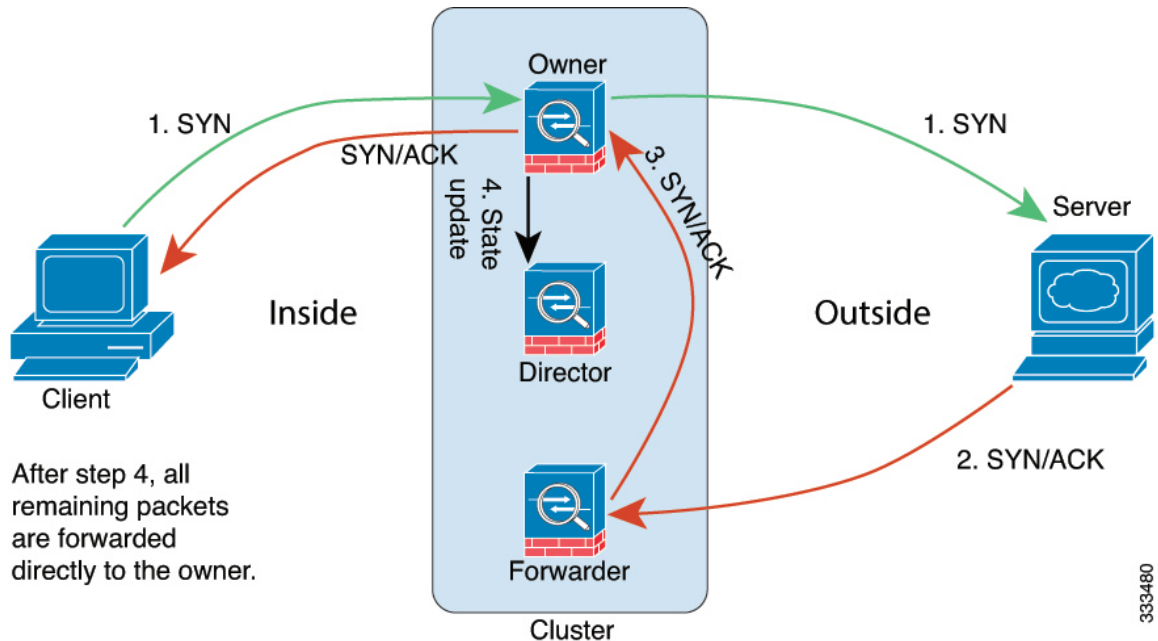 Owner
1. SYN
1. SYN
SYN/ACK
3. SYN/ACK
4. State
update
Server
Inside
Outside
Director
Client
2. SYN/ACK
After step 4, all
remaining packets
are forwarded
directly to the owner.
Forwarder
Cluster
333480